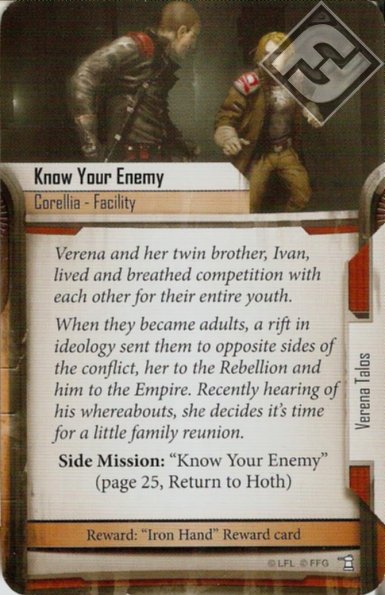 Know Your Enemy
Corellia - Facility
Verena and her twin brother, Ivan,
lived and breathed competition with
each other for their entire youth.
When they became adults, a rift in
ideology sent them to opposite sides of
the conflict, her to the Rebellion and
him to the Empire. Recently hearing of
his whereabouts, she decides it's time
for a little family reunion.
Side Mission: “Know Your Enemy”
(page 25, Return to Hoth)
Verena Talos
Reward: “Iron Hand” Reward card
© LFL © FFG